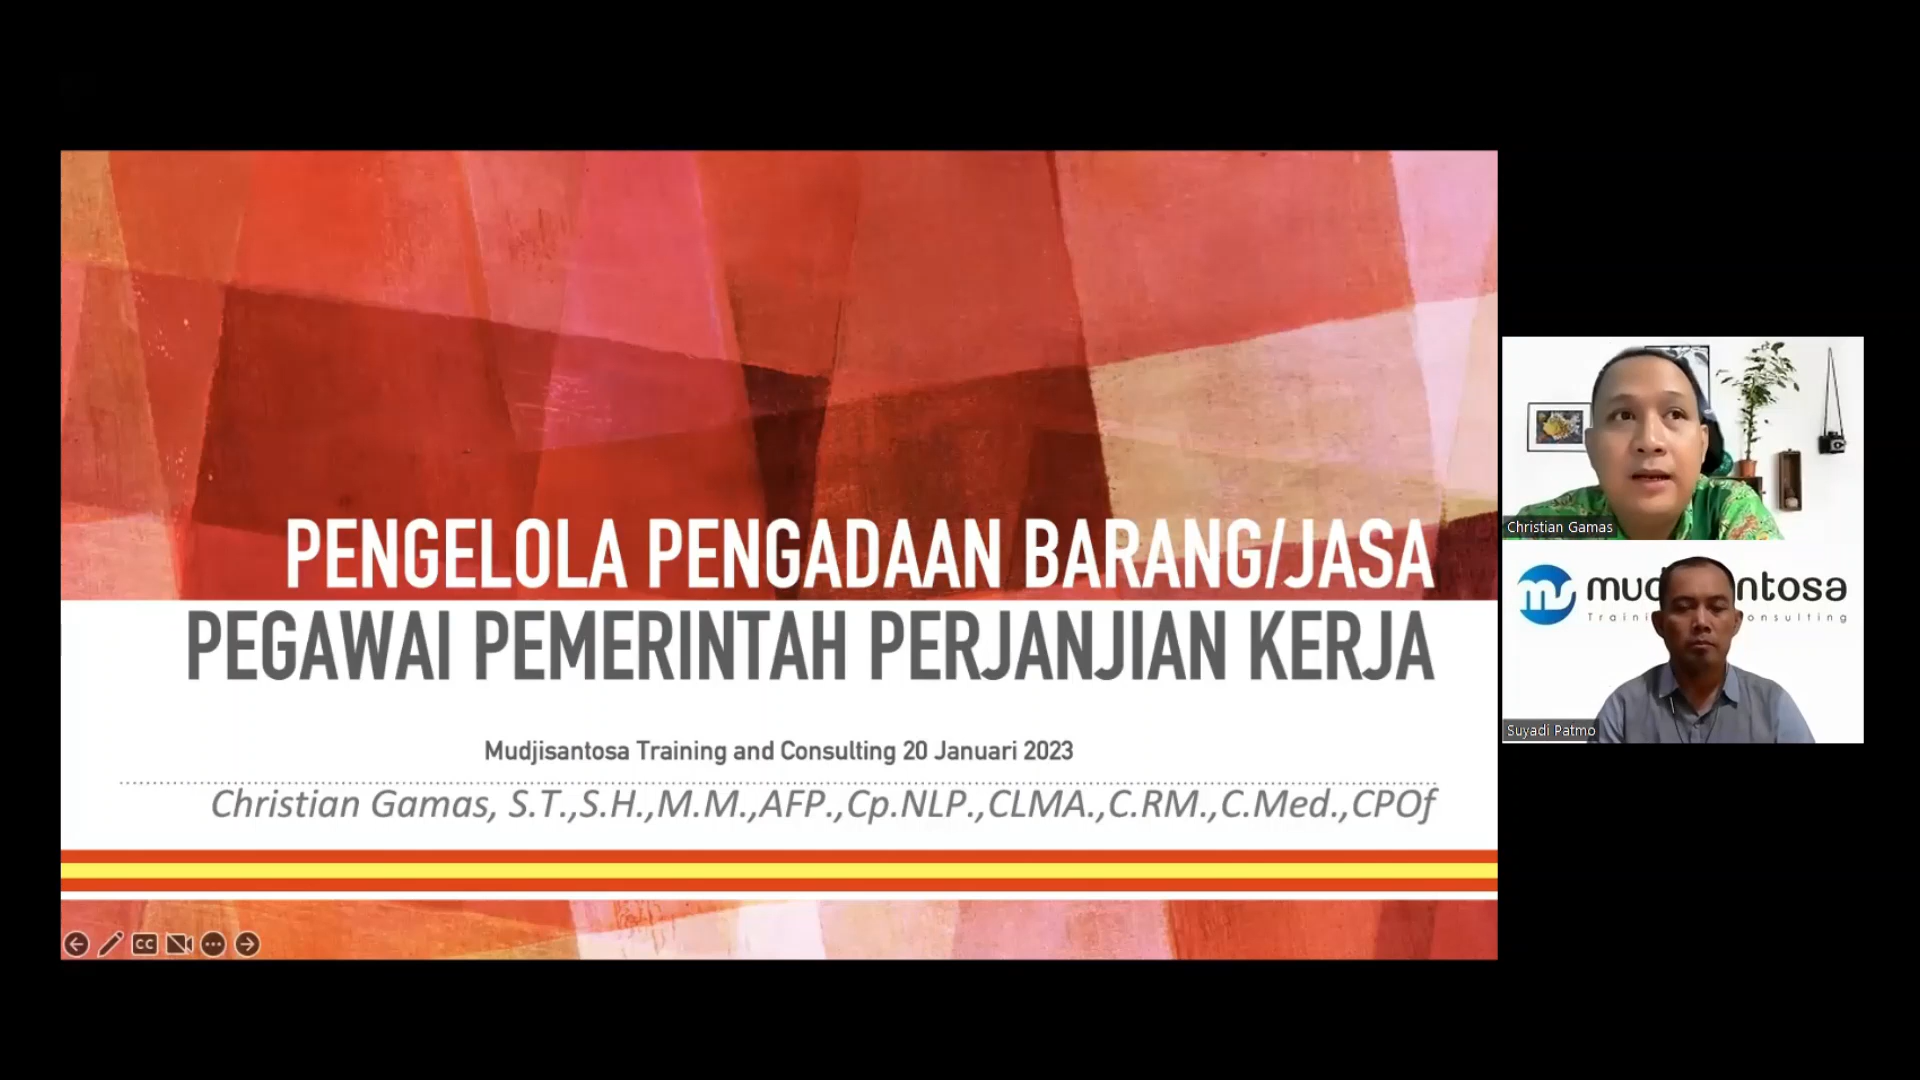 PENGELOLA PENGADAAN BARANG/JASA
PEGAWAI PEMERINTAH PERJANJIAN KERJA
Mudjisantosa Training and Consulting 20 Januari 2023
Christian Gamas, S.T.,S.H.,M.M.,AFP.,Cp.NLP.,CLMA.,C.RM.,C.Med.,CPOf
CC
Christian Gamas
Suyadi Patmo